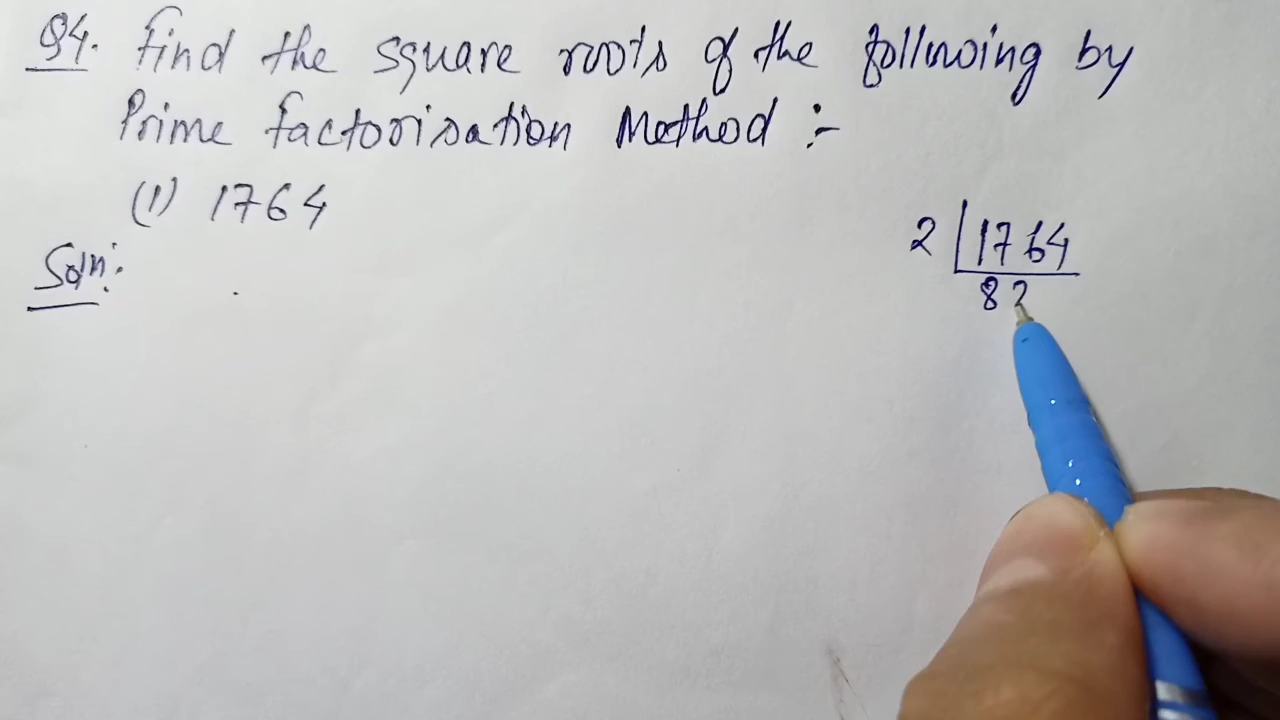 Q4. Find the square roots of the following by
Prime factorisation Method :-
(1) 1764
Soln:
2 | 1764
82